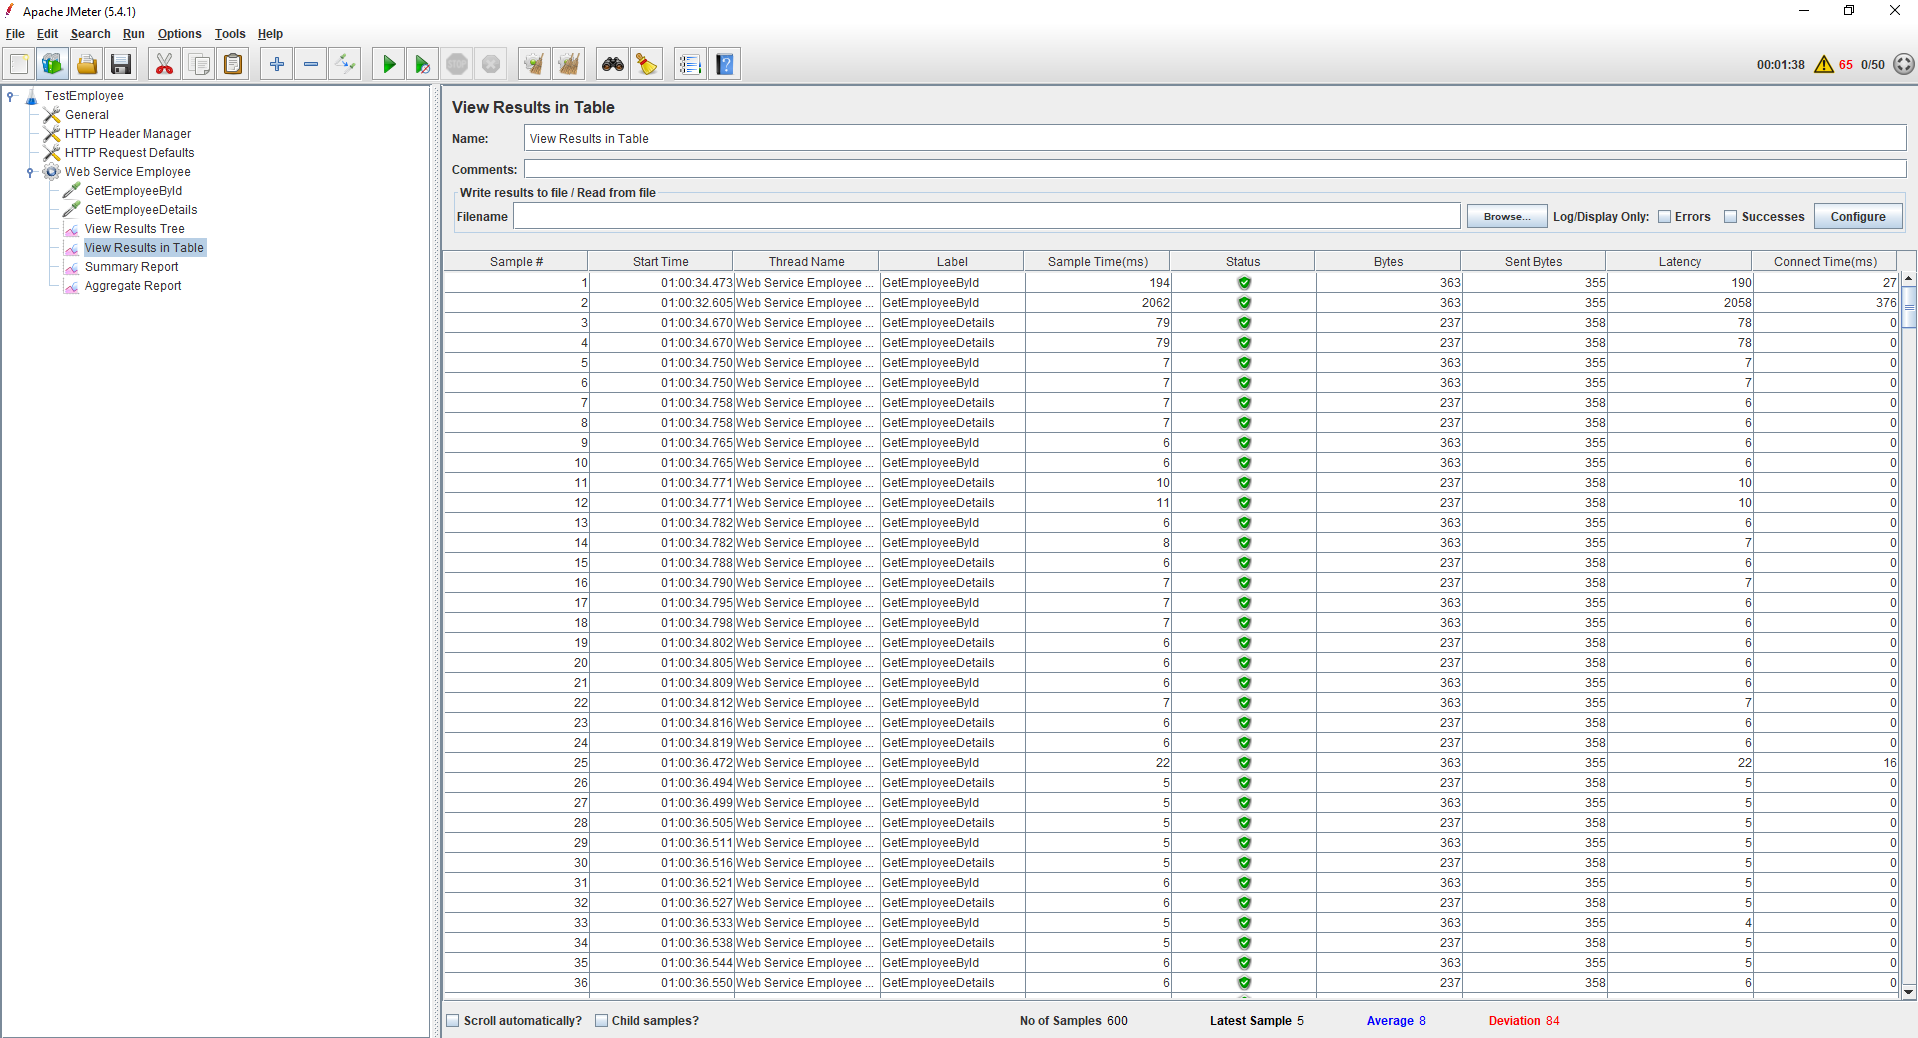 Apache JMeter (5.4.1)
File Edit Search Run Options Tools Help
00:01:38 65 0/50
TestEmployee
General
HTTP Header Manager
HTTP Request Defaults
Web Service Employee
GetEmployeeById
GetEmployeeDetails
View Results Tree
View Results in Table
Summary Report
Aggregate Report
View Results in Table
Name: View Results in Table
Comments:
Write results to file / Read from file
Filename Browse... Log/Display Only: Errors Successes Configure
Sample # Start Time Thread Name Label Sample Time(ms) Status Bytes Sent Bytes Latency Connect Time(ms)
1 01:00:34.473 Web Service Employee ... GetEmployeeById 194 363 355 190 27
2 01:00:32.605 Web Service Employee ... GetEmployeeById 2062 363 355 2058 376
3 01:00:34.670 Web Service Employee ... GetEmployeeDetails 79 237 358 78 0
4 01:00:34.670 Web Service Employee ... GetEmployeeDetails 79 237 358 78 0
5 01:00:34.750 Web Service Employee ... GetEmployeeById 7 363 355 7 0
6 01:00:34.750 Web Service Employee ... GetEmployeeById 7 363 355 7 0
7 01:00:34.758 Web Service Employee ... GetEmployeeDetails 7 237 358 6 0
8 01:00:34.758 Web Service Employee ... GetEmployeeDetails 7 237 358 6 0
9 01:00:34.765 Web Service Employee ... GetEmployeeById 6 363 355 6 0
10 01:00:34.765 Web Service Employee ... GetEmployeeById 6 363 355 6 0
11 01:00:34.771 Web Service Employee ... GetEmployeeDetails 10 237 358 10 0
12 01:00:34.771 Web Service Employee ... GetEmployeeDetails 11 237 358 10 0
13 01:00:34.782 Web Service Employee ... GetEmployeeById 6 363 355 6 0
14 01:00:34.782 Web Service Employee ... GetEmployeeById 8 363 355 7 0
15 01:00:34.788 Web Service Employee ... GetEmployeeDetails 6 237 358 6 0
16 01:00:34.790 Web Service Employee ... GetEmployeeDetails 7 237 358 7 0
17 01:00:34.795 Web Service Employee ... GetEmployeeById 7 363 355 6 0
18 01:00:34.798 Web Service Employee ... GetEmployeeById 7 363 355 6 0
19 01:00:34.802 Web Service Employee ... GetEmployeeDetails 6 237 358 6 0
20 01:00:34.805 Web Service Employee ... GetEmployeeDetails 6 237 358 6 0
21 01:00:34.809 Web Service Employee ... GetEmployeeById 6 363 355 6 0
22 01:00:34.812 Web Service Employee ... GetEmployeeById 7 363 355 7 0
23 01:00:34.816 Web Service Employee ... GetEmployeeDetails 6 237 358 6 0
24 01:00:34.819 Web Service Employee ... GetEmployeeDetails 6 237 358 6 0
25 01:00:36.472 Web Service Employee ... GetEmployeeById 22 363 355 22 16
26 01:00:36.494 Web Service Employee ... GetEmployeeDetails 5 237 358 5 0
27 01:00:36.499 Web Service Employee ... GetEmployeeById 5 363 355 5 0
28 01:00:36.505 Web Service Employee ... GetEmployeeDetails 5 237 358 5 0
29 01:00:36.511 Web Service Employee ... GetEmployeeById 5 363 355 5 0
30 01:00:36.516 Web Service Employee ... GetEmployeeDetails 5 237 358 5 0
31 01:00:36.521 Web Service Employee ... GetEmployeeById 6 363 355 5 0
32 01:00:36.527 Web Service Employee ... GetEmployeeDetails 6 237 358 5 0
33 01:00:36.533 Web Service Employee ... GetEmployeeById 5 363 355 4 0
34 01:00:36.538 Web Service Employee ... GetEmployeeDetails 5 237 358 5 0
35 01:00:36.544 Web Service Employee ... GetEmployeeById 6 363 355 5 0
36 01:00:36.550 Web Service Employee ... GetEmployeeDetails 6 237 358 6 0
Scroll automatically? Child samples? No of Samples 600 Latest Sample 5 Average 8 Deviation 84